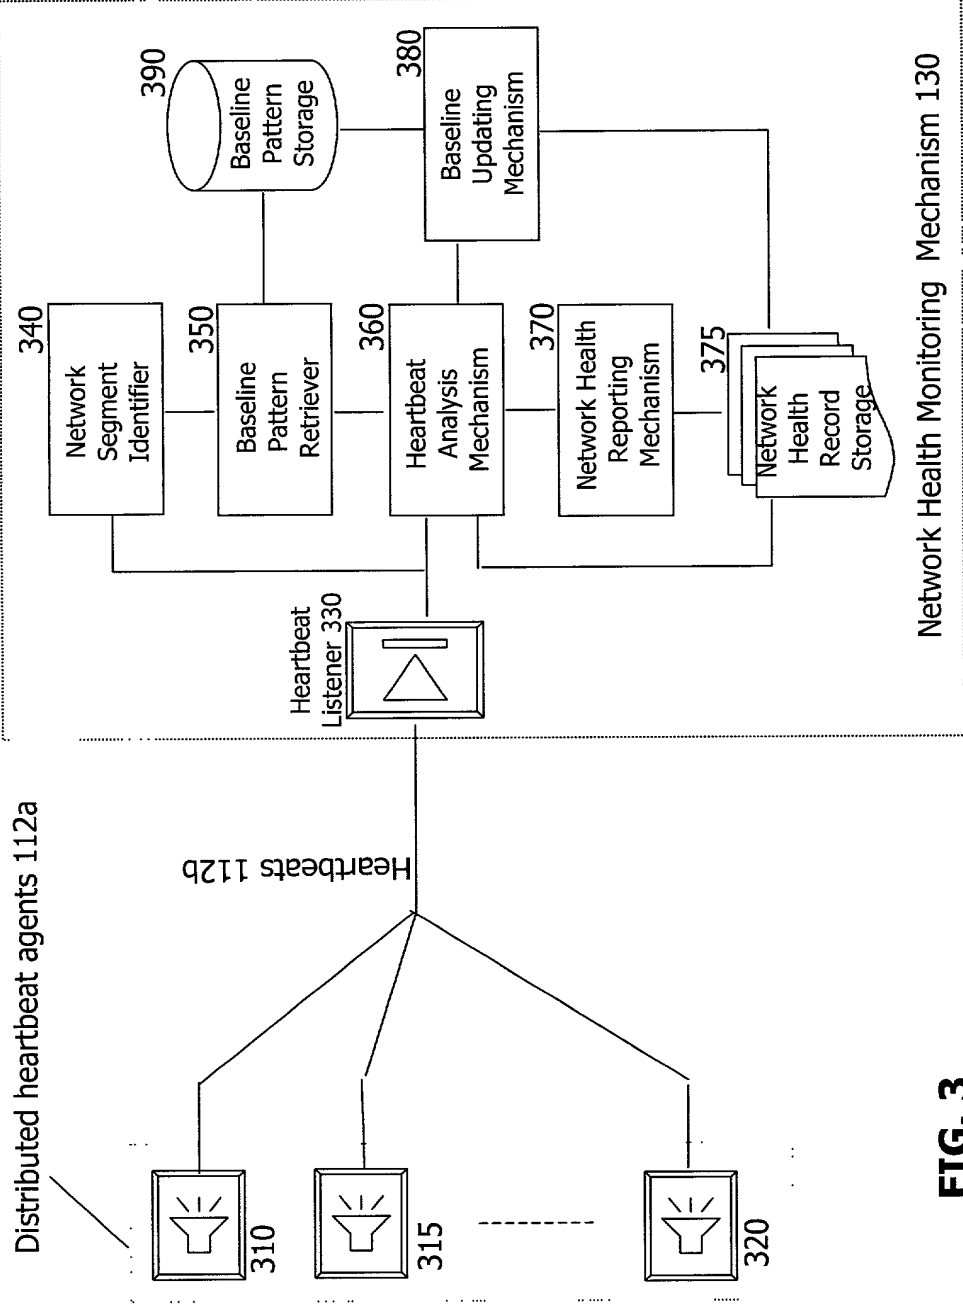 Distributed heartbeat agents 112a
310
315
320
Heartbeats 112b
Heartbeat
Listener 330
340
Network
Segment
Identifier
350
Baseline
Pattern
Retriever
360
Heartbeat
Analysis
Mechanism
370
Network Health
Reporting
Mechanism
375
Network
Health
Record
Storage
390
Baseline
Pattern
Storage
380
Baseline
Updating
Mechanism
Network Health Monitoring Mechanism 130
FIG. 3